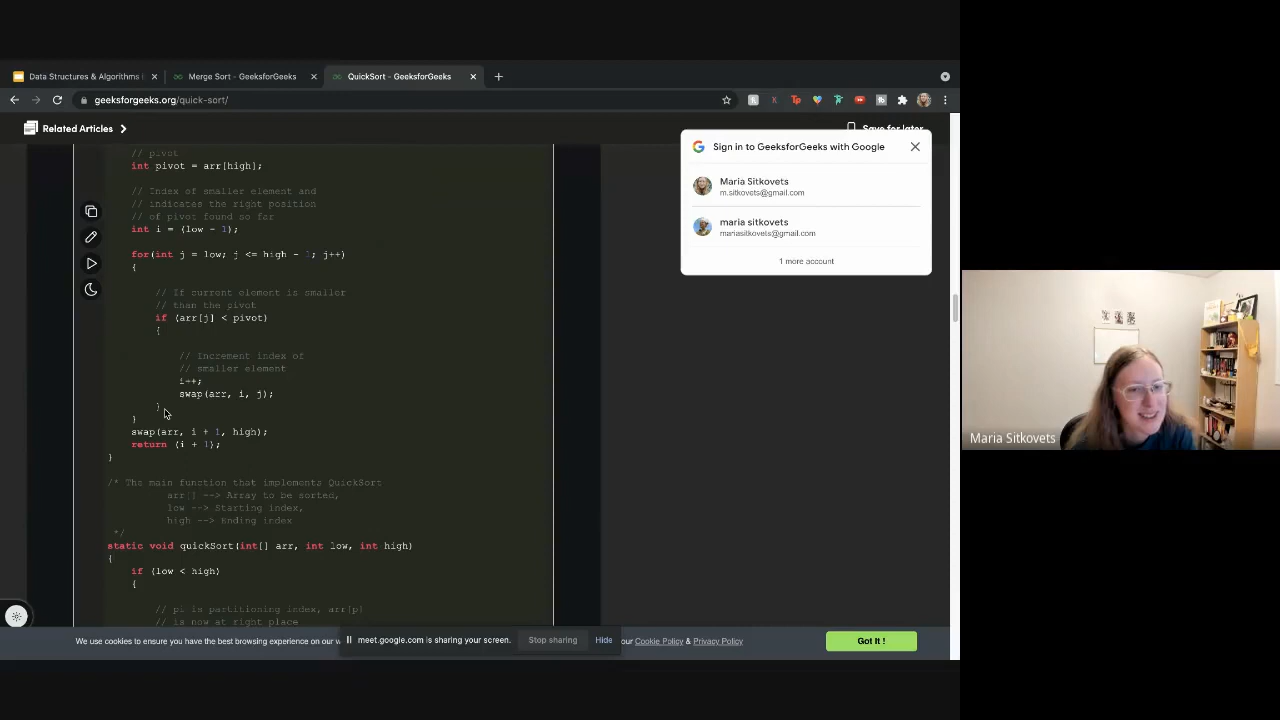 Data Structures & Algorithms
Merge Sort - GeeksforGeeks
QuickSort - GeeksforGeeks
geeksforgeeks.org/quick-sort/
Related Articles
Save for later
// pivot
int pivot = arr[high];
// Index of smaller element and
// indicates the right position
// of pivot found so far
int i = (low - 1);
for(int j = low; j <= high - 1; j++)
{
// If current element is smaller
// than the pivot
if (arr[j] < pivot)
{
// Increment index of
// smaller element
i++;
swap(arr, i, j);
}
}
swap(arr, i + 1, high);
return (i + 1);
}
/* The main function that implements QuickSort
arr[] --> Array to be sorted,
low --> Starting index,
high --> Ending index
*/
static void quickSort(int[] arr, int low, int high)
{
if (low < high)
{
// pi is partitioning index, arr[p]
// is now at right place
Sign in to GeeksforGeeks with Google
Maria Sitkovets
m.sitkovets@gmail.com
maria sitkovets
mariasitkovets@gmail.com
1 more account
Maria Sitkovets
We use cookies to ensure you have the best browsing experience on our
meet.google.com is sharing your screen.
Stop sharing
Hide
our Cookie Policy & Privacy Policy
Got It !